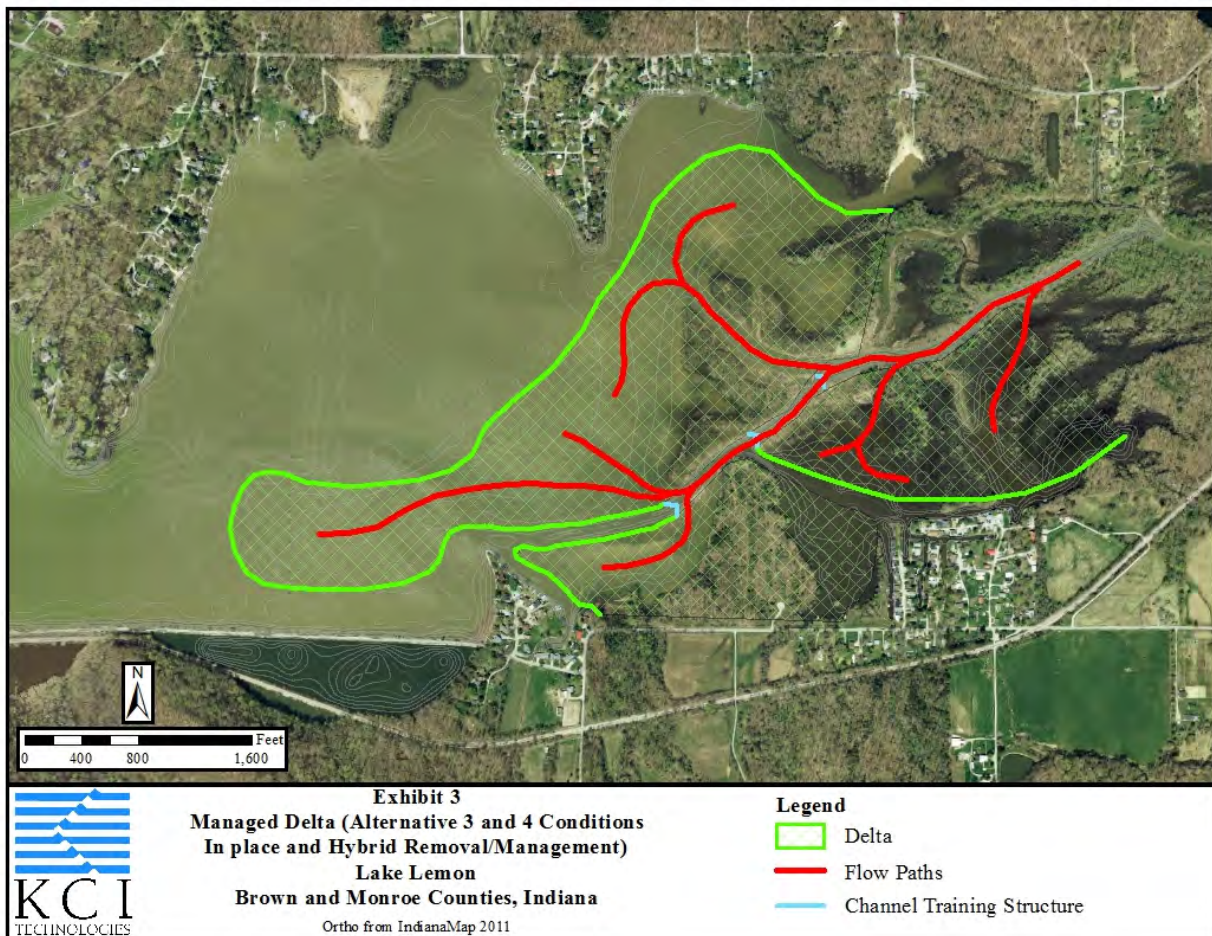 N
Feet
0 400 800 1,600
KCI
TECHNOLOGIES
Exhibit 3
Managed Delta (Alternative 3 and 4 Conditions
In place and Hybrid Removal/Management)
Lake Lemon
Brown and Monroe Counties, Indiana
Ortho from IndianaMap 2011
Legend
Delta
Flow Paths
Channel Training Structure